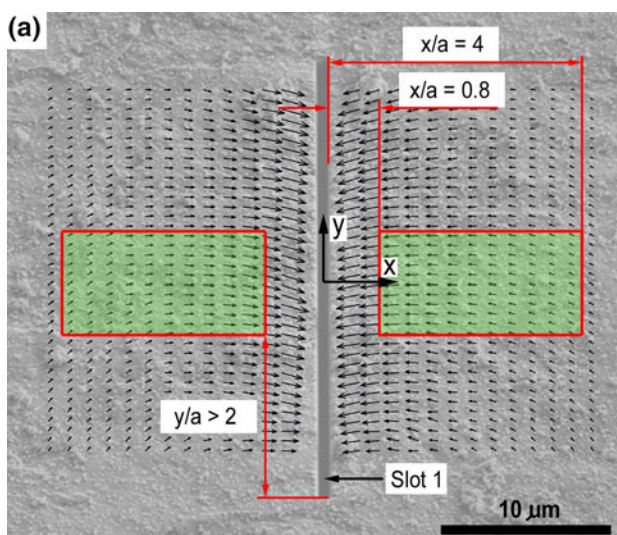 (a)
x/a = 4
x/a = 0.8
y
x
y/a > 2
Slot 1
10 μm